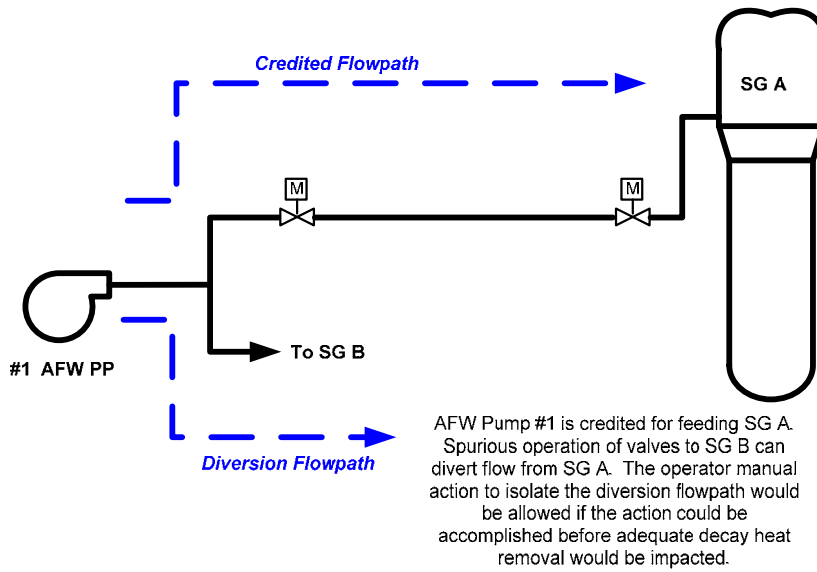 Credited Flowpath
SG A
M
M
#1 AFW PP
To SG B
Diversion Flowpath
AFW Pump #1 is credited for feeding SG A.
Spurious operation of valves to SG B can
divert flow from SG A. The operator manual
action to isolate the diversion flowpath would
be allowed if the action could be
accomplished before adequate decay heat
removal would be impacted.